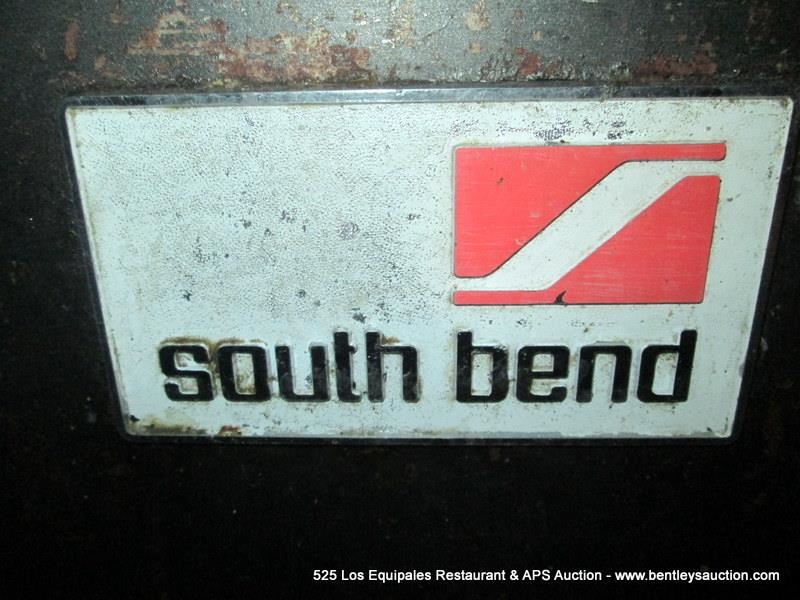 south bend
525 Los Equipales Restaurant & APS Auction - www.bentleysauction.com